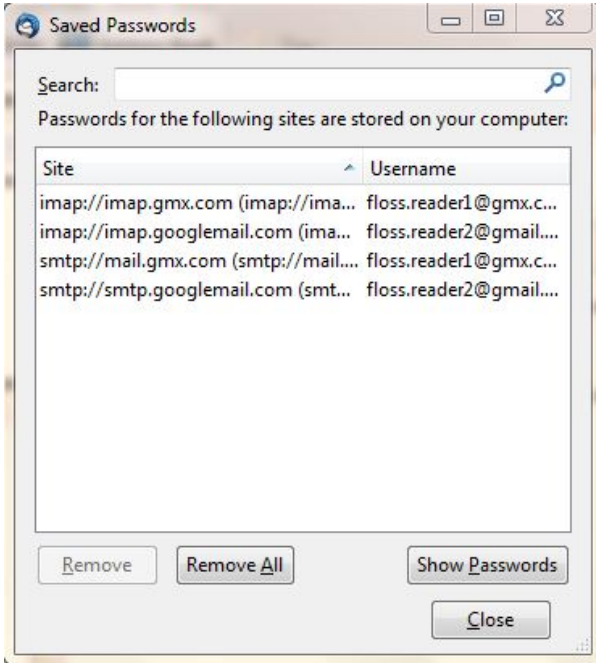 Saved Passwords
Search:
Passwords for the following sites are stored on your computer:
Site Username
imap://imap.gmx.com (imap://ima... floss.reader1@gmx.c...
imap://imap.googlemail.com (ima... floss.reader2@gmail....
smtp://mail.gmx.com (smtp://mail.... floss.reader1@gmx.c...
smtp://smtp.googlemail.com (smt... floss.reader2@gmail....
Remove Remove All Show Passwords
Close